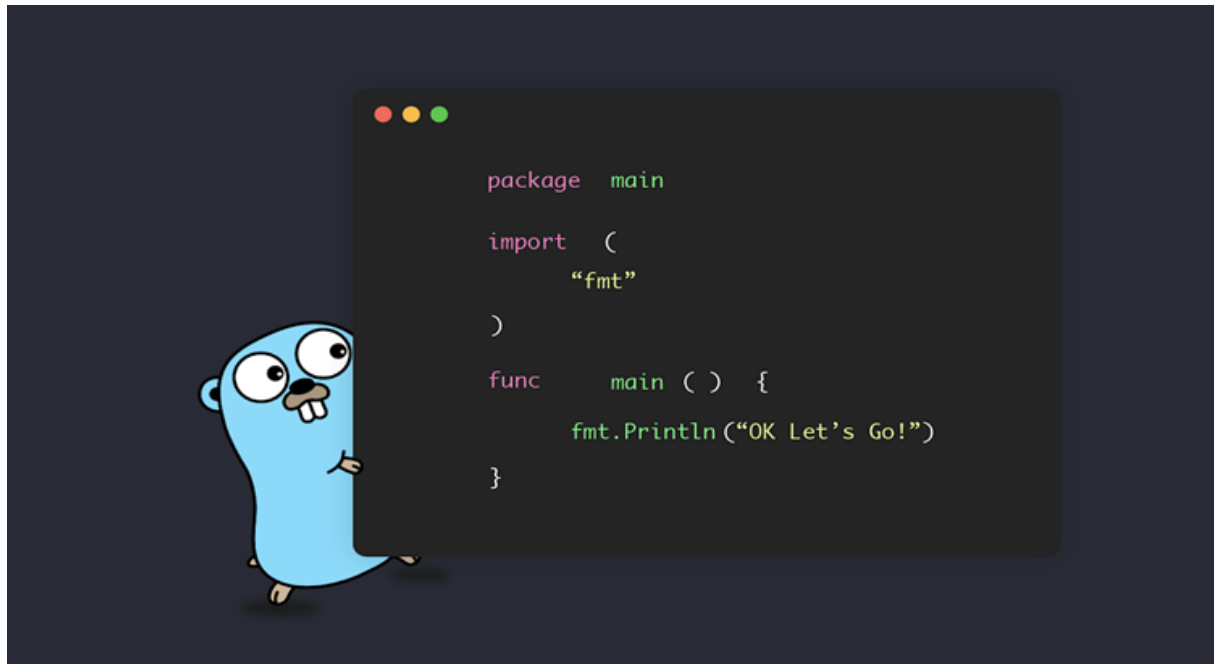 package main
import (
“fmt”
)
func main ( ) {
fmt.Println (“OK Let’s Go!”)
}